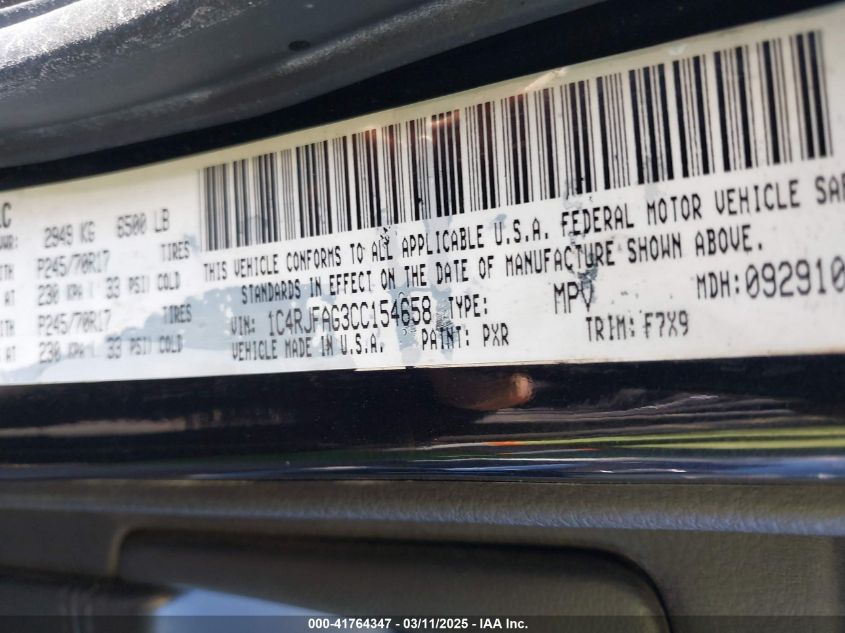 LC
2949 KG 6500 LB
P245/70R17 TIRES
AT 230 KPA ( 33 PSI) COLD
P245/70R17 TIRES
AT 230 KPA ( 33 PSI) COLD
THIS VEHICLE CONFORMS TO ALL APPLICABLE U.S.A. FEDERAL MOTOR VEHICLE
STANDARDS IN EFFECT ON THE DATE OF MANUFACTURE SHOWN ABOVE.
VIN: 1C4RJFAG3CC154658 TYPE: MPV MDH:092910
VEHICLE MADE IN U.S.A. PAINT: PXR TRIM: F7X9
000-41764347 - 03/11/2025 - IAA Inc.